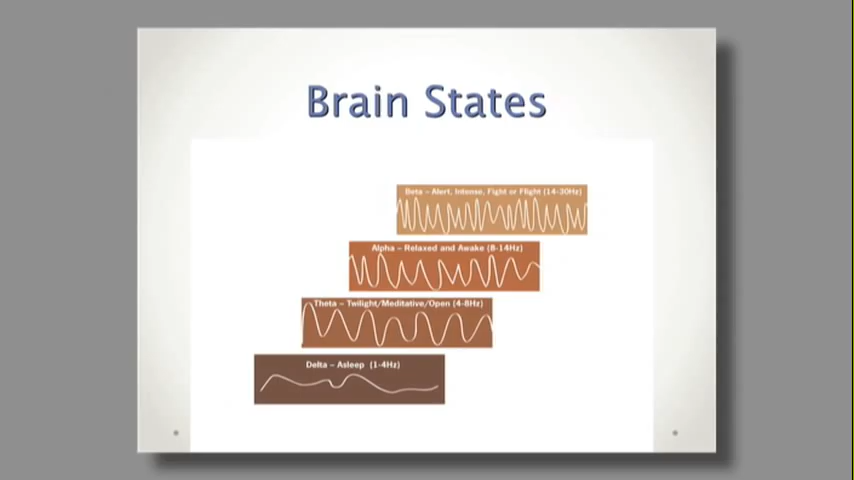 Brain States
Beta – Alert, Intense, Fight or Flight (14-30Hz)
Alpha – Relaxed and Awake (8-14Hz)
Theta – Twilight/Meditative/Open (4-8Hz)
Delta – Asleep (1-4Hz)